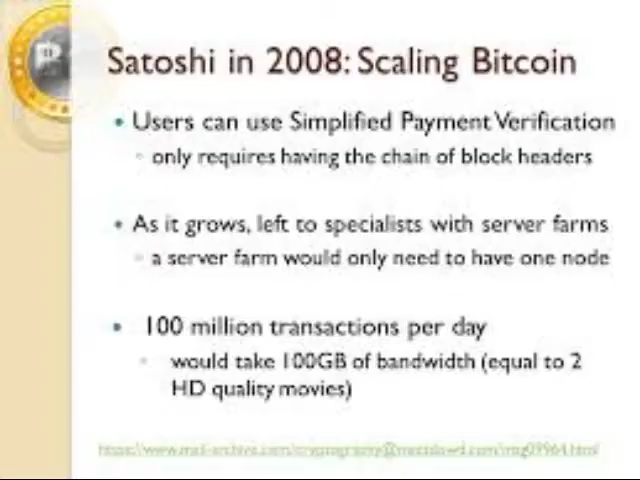 Satoshi in 2008: Scaling Bitcoin
Users can use Simplified Payment Verification
only requires having the chain of block headers
As it grows, left to specialists with server farms
a server farm would only need to have one node
100 million transactions per day
would take 100GB of bandwidth (equal to 2
HD quality movies)